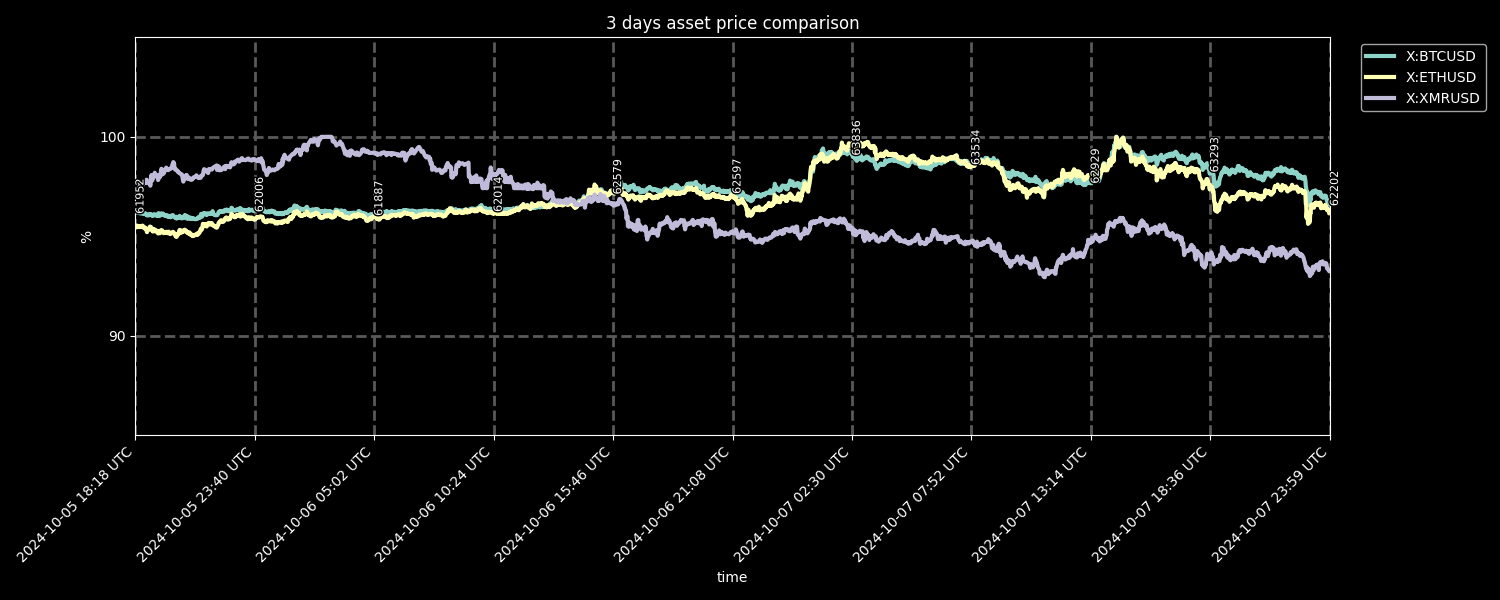 3 days asset price comparison
X:BTCUSD
X:ETHUSD
X:XMRUSD
100
90
%
61952
62006
61887
62014
62579
62597
63836
63534
62929
63293
62202
2024-10-05 18:18 UTC
2024-10-05 23:40 UTC
2024-10-06 05:02 UTC
2024-10-06 10:24 UTC
2024-10-06 15:46 UTC
2024-10-06 21:08 UTC
2024-10-07 02:30 UTC
2024-10-07 07:52 UTC
2024-10-07 13:14 UTC
2024-10-07 18:36 UTC
2024-10-07 23:59 UTC
time